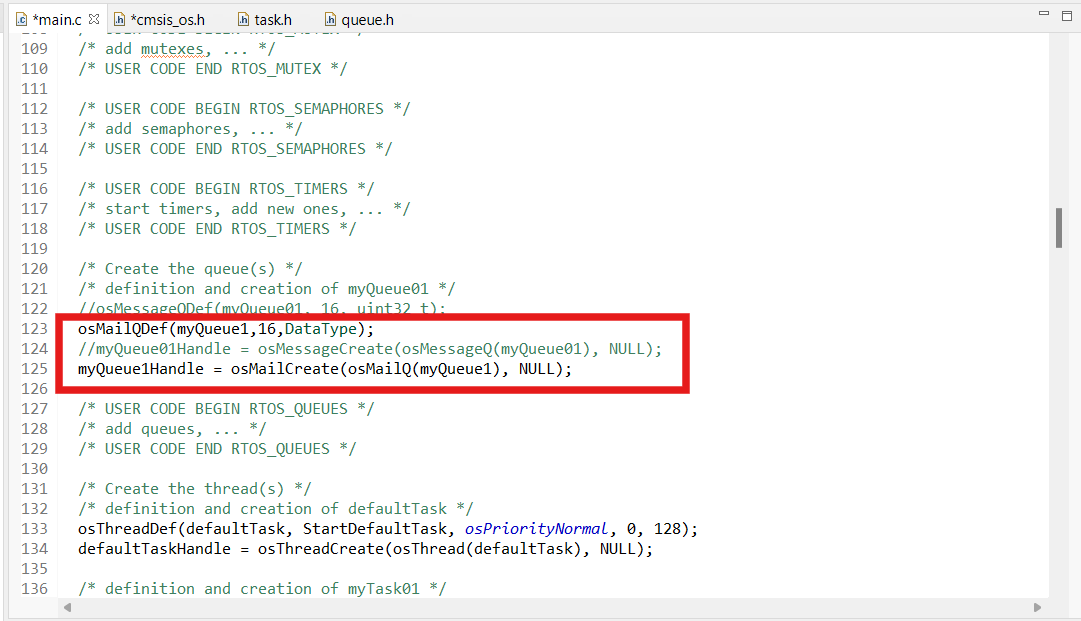 *main.c
*cmsis_os.h
task.h
queue.h
109 /* add mutexes, ... */
110 /* USER CODE END RTOS_MUTEX */
111
112 /* USER CODE BEGIN RTOS_SEMAPHORES */
113 /* add semaphores, ... */
114 /* USER CODE END RTOS_SEMAPHORES */
115
116 /* USER CODE BEGIN RTOS_TIMERS */
117 /* start timers, add new ones, ... */
118 /* USER CODE END RTOS_TIMERS */
119
120 /* Create the queue(s) */
121 /* definition and creation of myQueue01 */
122 //osMessageQDef(myQueue01, 16, uint32_t);
123 osMailQDef(myQueue1,16,DataType);
124 //myQueue01Handle = osMessageCreate(osMessageQ(myQueue01), NULL);
125 myQueue1Handle = osMailCreate(osMailQ(myQueue1), NULL);
126
127 /* USER CODE BEGIN RTOS_QUEUES */
128 /* add queues, ... */
129 /* USER CODE END RTOS_QUEUES */
130
131 /* Create the thread(s) */
132 /* definition and creation of defaultTask */
133 osThreadDef(defaultTask, StartDefaultTask, osPriorityNormal, 0, 128);
134 defaultTaskHandle = osThreadCreate(osThread(defaultTask), NULL);
135
136 /* definition and creation of myTask01 */